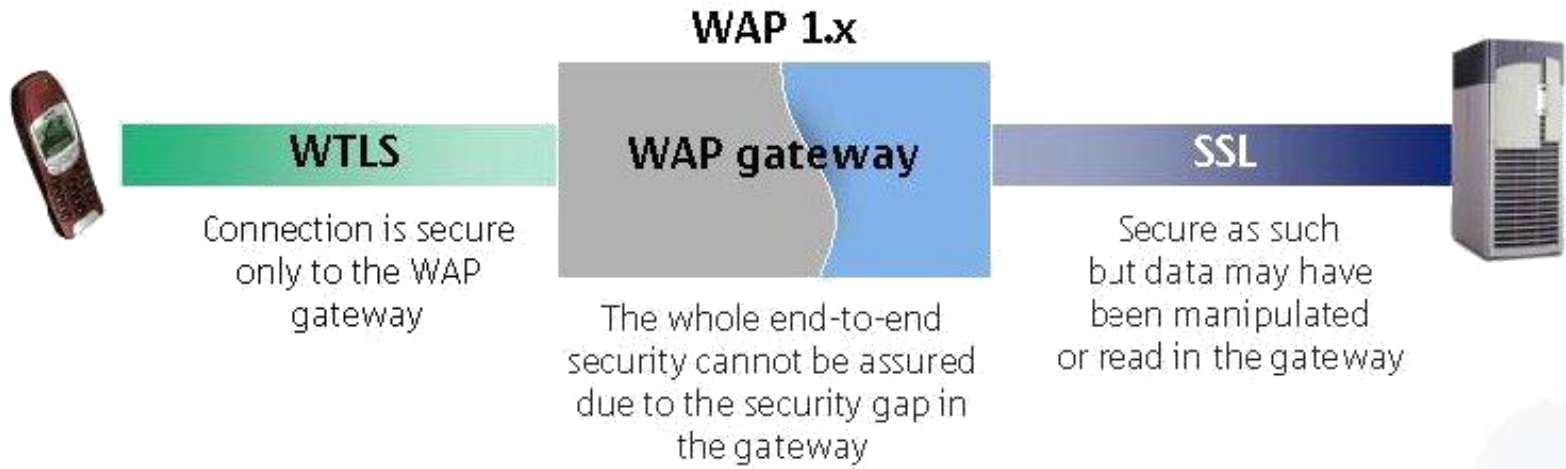 WAP 1.x
WTLS
WAP gateway
SSL
Connection is secure
only to the WAP
gateway
The whole end-to-end
security cannot be assured
due to the security gap in
the gateway
Secure as such
but data may have
been manipulated
or read in the gateway